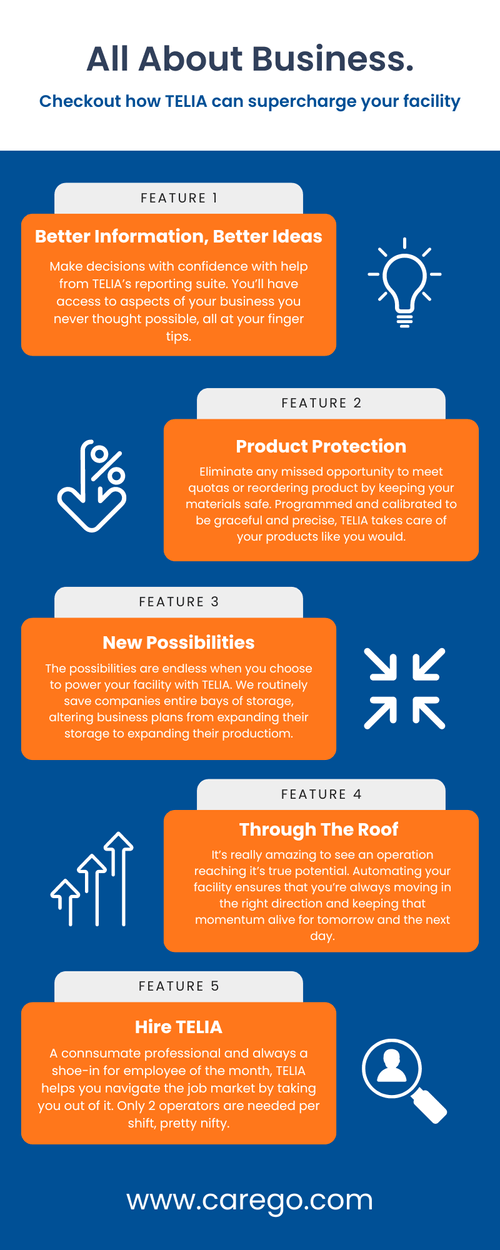 All About Business.
Checkout how TELIA can supercharge your facility
FEATURE 1
Better Information, Better Ideas
Make decisions with confidence with help
from TELIA's reporting suite. You'll have
access to aspects of your business you
never thought possible, all at your finger
tips.
FEATURE 2
Product Protection
Eliminate any missed opportunity to meet
quotas or reordering product by keeping your
materials safe. Programmed and calibrated to
be graceful and precise, TELIA takes care of
your products like you would.
%
FEATURE 3
New Possibilities
The possibilities are endless when you choose
to power your facility with TELIA. We routinely
save companies entire bays of storage,
altering business plans from expanding their
storage to expanding their productiom.
FEATURE 4
Through The Roof
It's really amazing to see an operation
reaching it's true potential. Automating your
facility ensures that you're always moving in
the right direction and keeping that
momentum alive for tomorrow and the next
day.
FEATURE 5
Hire TELIA
A connsumate professional and always a
shoe-in for employee of the month, TELIA
helps you navigate the job market by taking
you out of it. Only 2 operators are needed per
shift, pretty nifty.
www.carego.com